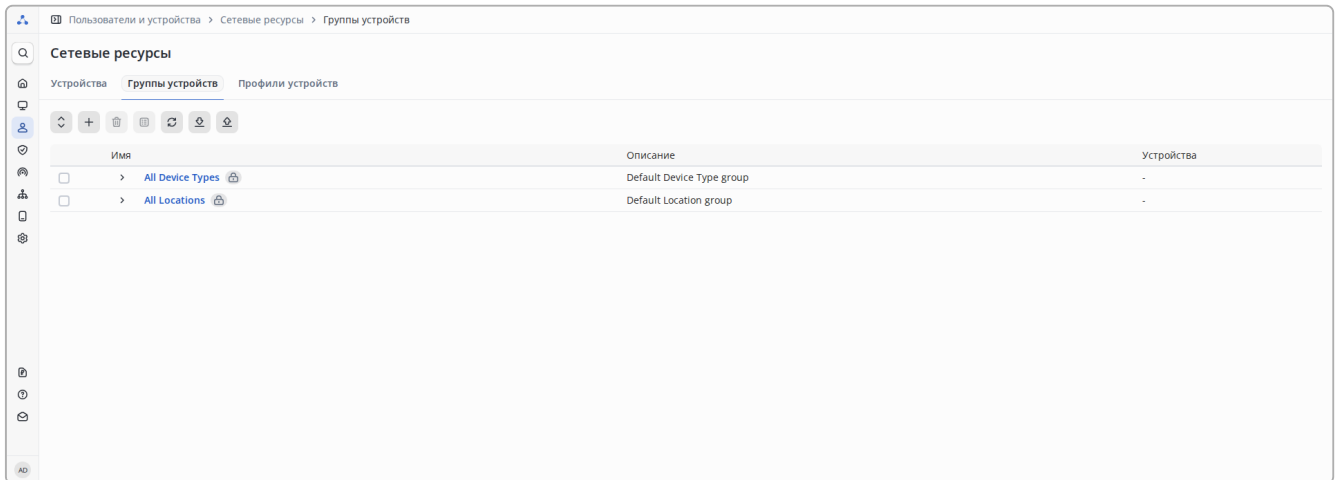 Пользователи и устройства > Сетевые ресурсы > Группы устройств
Сетевые ресурсы
Устройства Группы устройств Профили устройств
Имя Описание Устройства
All Device Types Default Device Type group -
All Locations Default Location group -
AD